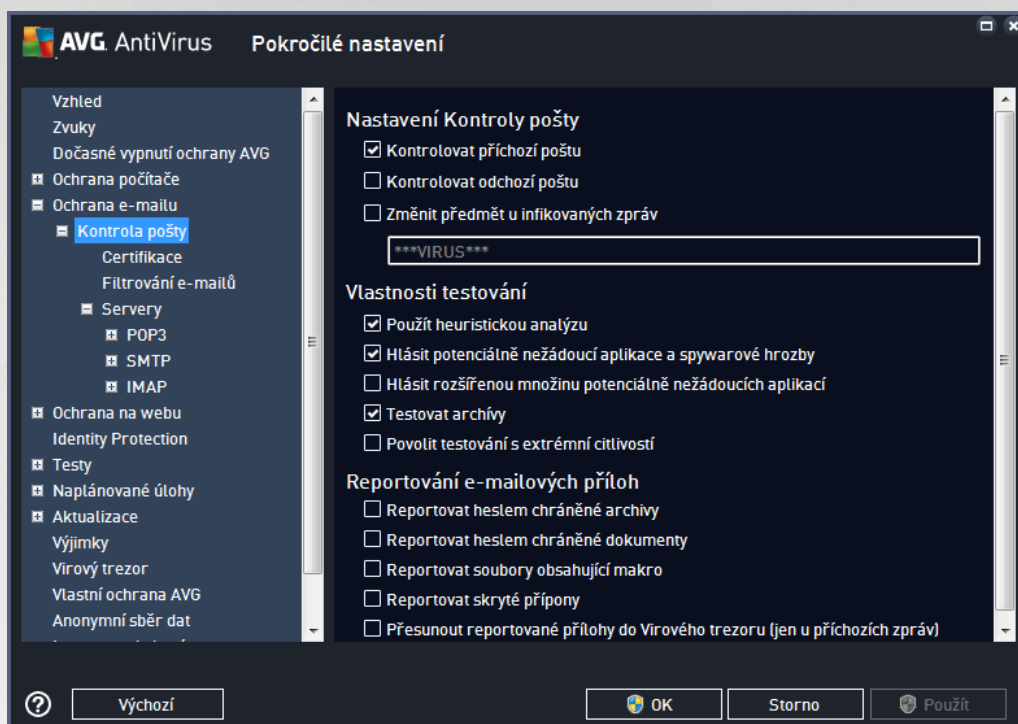 AVG. AntiVirus Pokročilé nastavení
Vzhled
Zvuky
Dočasné vypnutí ochrany AVG
Ochrana počítače
Ochrana e-mailu
Kontrola pošty
Certifikace
Filtrování e-mailů
Servery
POP3
SMTP
IMAP
Ochrana na webu
Identity Protection
Testy
Naplánované úlohy
Aktualizace
Výjimky
Virový trezor
Vlastní ochrana AVG
Anonymní sběr dat
Nastavení Kontroly pošty
Kontrolovat příchozí poštu
Kontrolovat odchozí poštu
Změnit předmět u infikovaných zpráv
***VIRUS***
Vlastnosti testování
Použít heuristickou analýzu
Hlásit potenciálně nežádoucí aplikace a spywarové hrozby
Hlásit rozšířenou množinu potenciálně nežádoucích aplikací
Testovat archívy
Povolit testování s extrémní citlivostí
Reportování e-mailových příloh
Reportovat heslem chráněné archivy
Reportovat heslem chráněné dokumenty
Reportovat soubory obsahující makro
Reportovat skryté přípony
Přesunout reportované přílohy do Virového trezoru (jen u příchozích zpráv)
Výchozí
OK
Storno
Použít